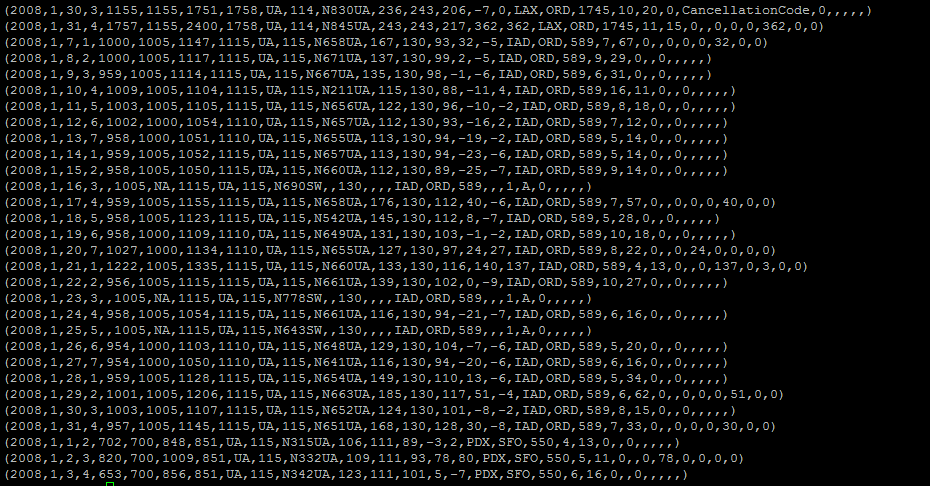 (2008,1,30,3,1155,1155,1751,1758,UA,114,N830UA,236,243,206,-7,0,LAX,ORD,1745,10,20,0,CancellationCode,0,,,,,)
(2008,1,31,4,1757,1155,2400,1758,UA,114,N845UA,243,243,217,362,362,LAX,ORD,1745,11,15,0,,0,0,0,362,0,0)
(2008,1,7,1,1000,1005,1147,1115,UA,115,N658UA,167,130,93,32,-5,IAD,ORD,589,7,67,0,,0,0,0,32,0,0)
(2008,1,8,2,1000,1005,1117,1115,UA,115,N671UA,137,130,99,2,-5,IAD,ORD,589,9,29,0,,0,,,,,)
(2008,1,9,3,959,1005,1114,1115,UA,115,N667UA,135,130,98,-1,-6,IAD,ORD,589,6,31,0,,0,,,,,)
(2008,1,10,4,1009,1005,1104,1115,UA,115,N211UA,115,130,88,-11,4,IAD,ORD,589,16,11,0,,0,,,,,)
(2008,1,11,5,1003,1005,1105,1115,UA,115,N656UA,122,130,96,-10,-2,IAD,ORD,589,8,18,0,,0,,,,,)
(2008,1,12,6,1002,1000,1054,1110,UA,115,N657UA,112,130,93,-16,2,IAD,ORD,589,7,12,0,,0,,,,,)
(2008,1,13,7,958,1000,1051,1110,UA,115,N655UA,113,130,94,-19,-2,IAD,ORD,589,5,14,0,,0,,,,,)
(2008,1,14,1,959,1005,1052,1115,UA,115,N657UA,113,130,94,-23,-6,IAD,ORD,589,5,14,0,,0,,,,,)
(2008,1,15,2,958,1005,1050,1115,UA,115,N660UA,112,130,89,-25,-7,IAD,ORD,589,9,14,0,,0,,,,,)
(2008,1,16,3,,1005,NA,1115,UA,115,N690SW,,130,,,,IAD,ORD,589,,,1,A,0,,,,,)
(2008,1,17,4,959,1005,1155,1115,UA,115,N658UA,176,130,112,40,-6,IAD,ORD,589,7,57,0,,0,0,0,40,0,0)
(2008,1,18,5,958,1005,1123,1115,UA,115,N542UA,145,130,112,8,-7,IAD,ORD,589,5,28,0,,0,,,,,)
(2008,1,19,6,958,1000,1109,1110,UA,115,N649UA,131,130,103,-1,-2,IAD,ORD,589,10,18,0,,0,,,,,)
(2008,1,20,7,1027,1000,1134,1110,UA,115,N655UA,127,130,97,24,27,IAD,ORD,589,8,22,0,,0,24,0,0,0,0)
(2008,1,21,1,1222,1005,1335,1115,UA,115,N660UA,133,130,116,140,137,IAD,ORD,589,4,13,0,,0,137,0,3,0,0)
(2008,1,22,2,956,1005,1115,1115,UA,115,N661UA,139,130,102,0,-9,IAD,ORD,589,10,27,0,,0,,,,,)
(2008,1,23,3,,1005,NA,1115,UA,115,N778SW,,130,,,,IAD,ORD,589,,,1,A,0,,,,,)
(2008,1,24,4,958,1005,1054,1115,UA,115,N661UA,116,130,94,-21,-7,IAD,ORD,589,6,16,0,,0,,,,,)
(2008,1,25,5,,1005,NA,1115,UA,115,N643SW,,130,,,,IAD,ORD,589,,,1,A,0,,,,,)
(2008,1,26,6,954,1000,1103,1110,UA,115,N648UA,129,130,104,-7,-6,IAD,ORD,589,5,20,0,,0,,,,,)
(2008,1,27,7,954,1000,1050,1110,UA,115,N641UA,116,130,94,-20,-6,IAD,ORD,589,6,16,0,,0,,,,,)
(2008,1,28,1,959,1005,1128,1115,UA,115,N654UA,149,130,110,13,-6,IAD,ORD,589,5,34,0,,0,,,,,)
(2008,1,29,2,1001,1005,1206,1115,UA,115,N663UA,185,130,117,51,-4,IAD,ORD,589,6,62,0,,0,0,0,51,0,0)
(2008,1,30,3,1003,1005,1107,1115,UA,115,N652UA,124,130,101,-8,-2,IAD,ORD,589,8,15,0,,0,,,,,)
(2008,1,31,4,957,1005,1145,1115,UA,115,N651UA,168,130,128,30,-8,IAD,ORD,589,7,33,0,,0,0,0,30,0,0)
(2008,1,1,2,702,700,848,851,UA,115,N315UA,106,111,89,-3,2,PDX,SFO,550,4,13,0,,0,,,,,)
(2008,1,2,3,820,700,1009,851,UA,115,N332UA,109,111,93,78,80,PDX,SFO,550,5,11,0,,0,78,0,0,0,0)
(2008,1,3,4,653,700,856,851,UA,115,N342UA,123,111,101,5,-7,PDX,SFO,550,6,16,0,,0,,,,,)